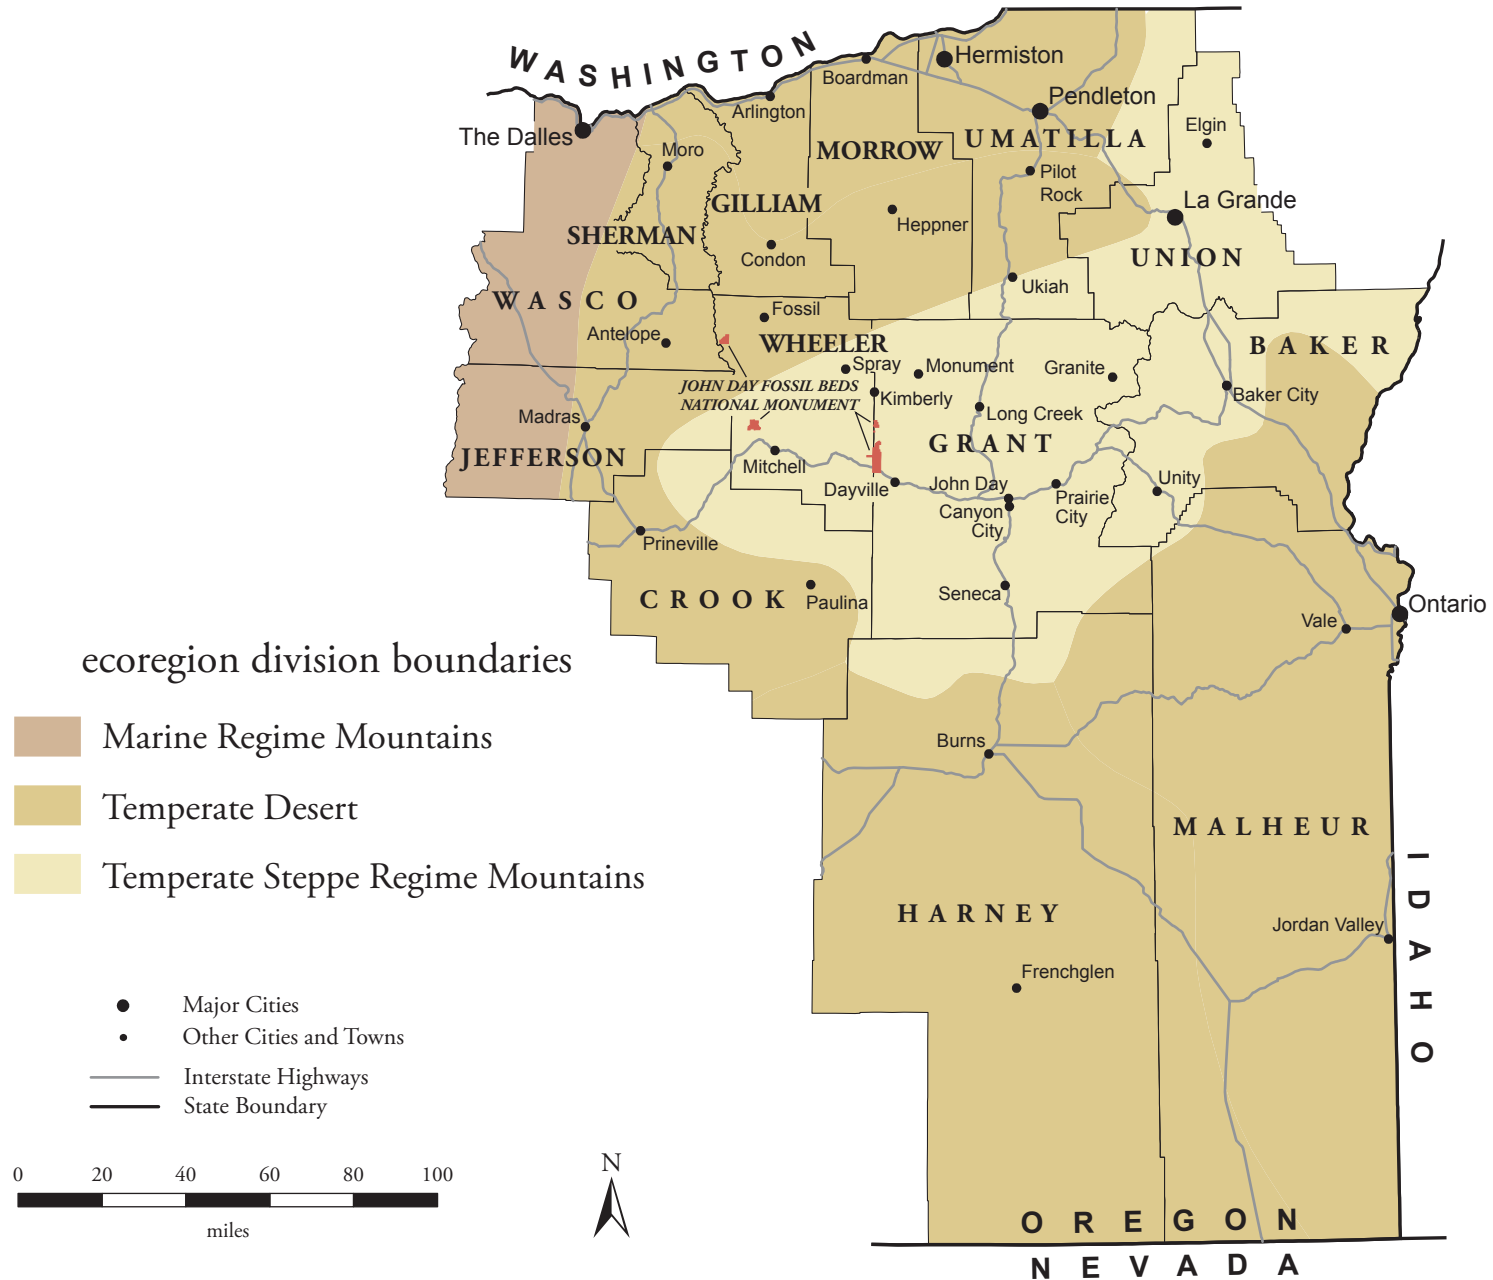 WASHINGTON
Hermiston
Boardman
Pendleton
Arlington
The Dalles
Elgin
UMATILLA
Moro
MORROW
Pilot
Rock
La Grande
GILLIAM
Heppner
SHERMAN
Condon
UNION
Ukiah
WASCO
Fossil
Antelope
WHEELER
BAKER
Spray
Monument
Granite
JOHN DAY FOSSIL BEDS
NATIONAL MONUMENT
Kimberly
Baker City
Long Creek
Madras
GRANT
JEFFERSON
Mitchell
Dayville
John Day
Canyon
City
Prairie
City
Unity
Prineville
CROOK
Paulina
Seneca
Ontario
Vale
ecoregion division boundaries
Marine Regime Mountains
Temperate Desert
Temperate Steppe Regime Mountains
Burns
MALHEUR
IDAHO
HARNEY
Jordan Valley
Frenchglen
Major Cities
Other Cities and Towns
Interstate Highways
State Boundary
0 20 40 60 80 100
miles
N
OREGON
NEVADA